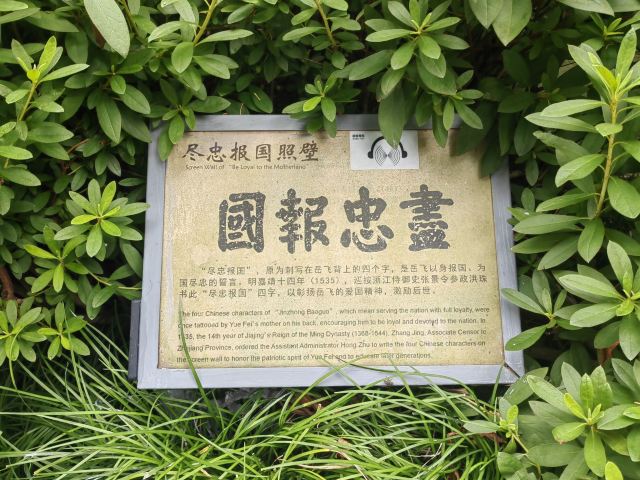 尽忠报国照壁
Screen Wall of "Be Loyal to the Motherland"
國報忠盡
“尽忠报国”，原为刺写在岳飞背上的四个字，是岳飞以身报国、为
国尽忠的誓言，明嘉靖十四年（1535），巡按浙江侍御史张景令参政洪珠
书此“尽忠报国”四字，以彰扬岳飞的爱国精神，激励后世。
The four Chinese characters of "Jinzhong Baoguo", which mean serving the nation with full loyalty, were
once tattooed by Yue Fei's mother on his back, encouraging him to be loyal and devoted to the nation. In
1535, the 14th year of Jiajing' s Reign of the Ming Dynasty (1368-1644), Zhang Jing, Associate Censor to
Zhejiang Province, ordered the Assistant Administrator Hong Zhu to write the four Chinese characters on
the screen wall to honor the patriotic spirit of Yue Fei and to educate later generations.